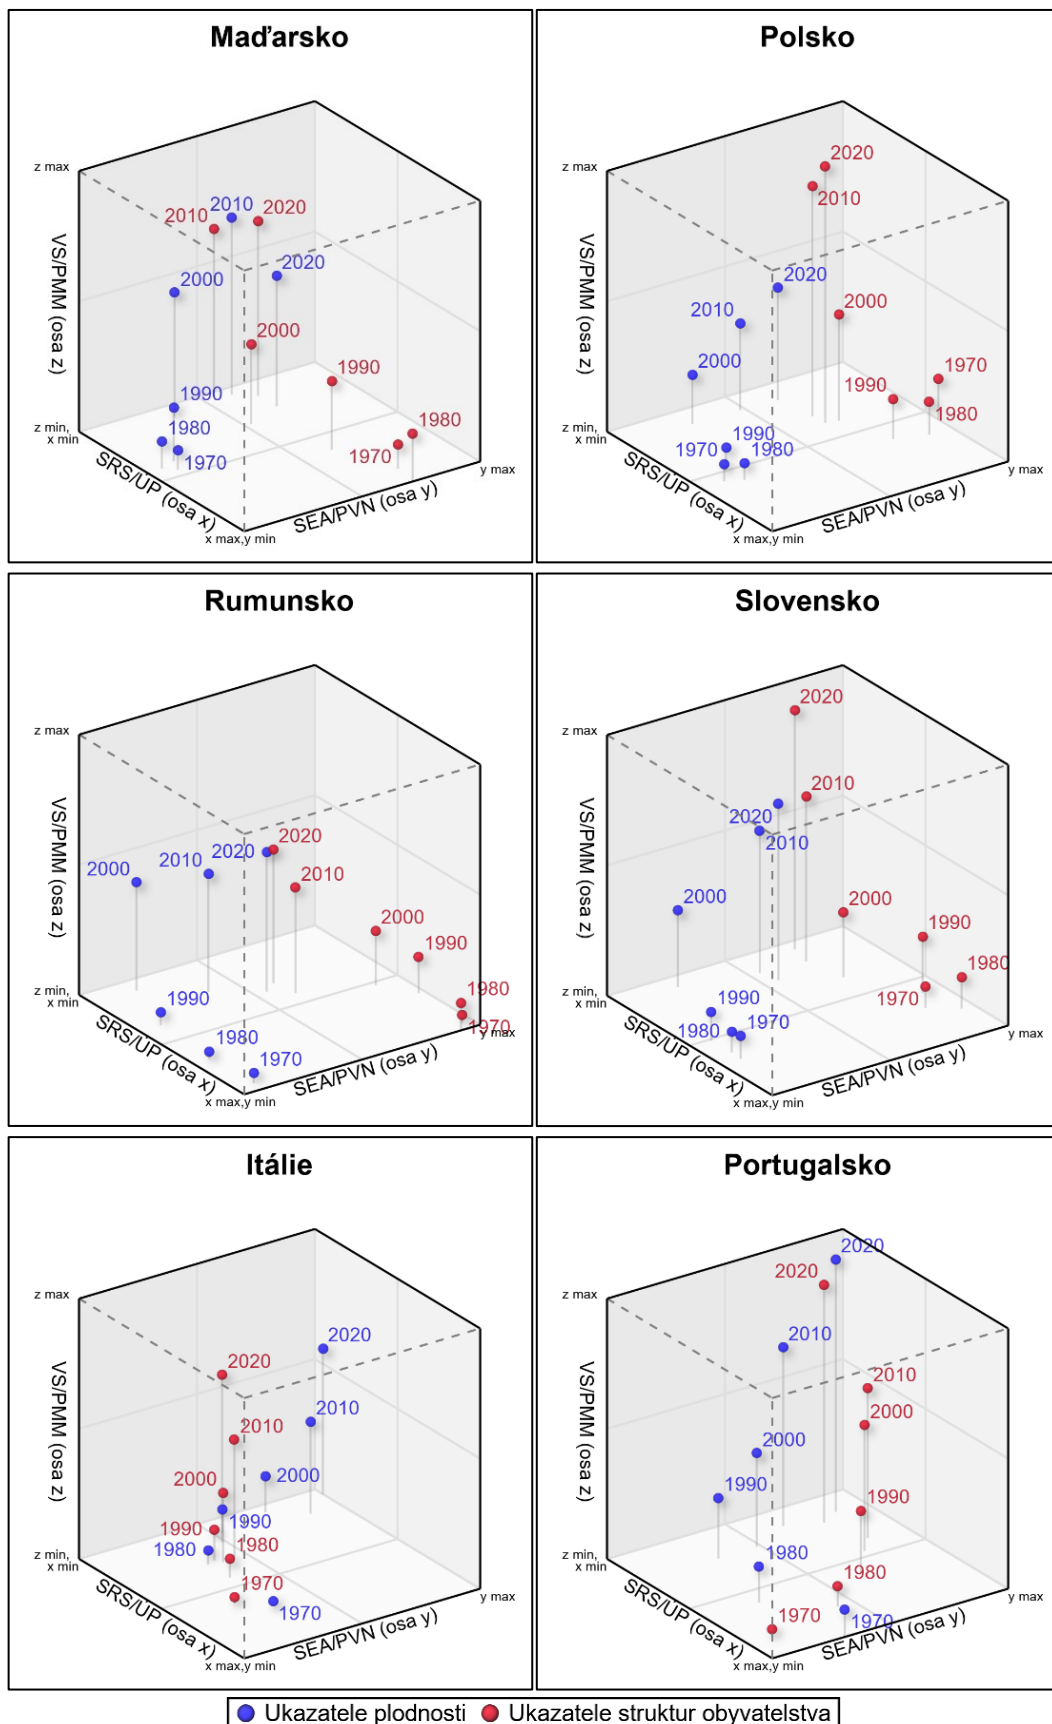 Maďarsko
z max
2010
2010
2020
2000
2020
2000
1990
1990
1980
1980
1970
1970
VS/PMM (osa z)
z min,
x min
SRS/UP (osa x)
SEA/PVN (osa y)
y max
x max,y min
Polsko
z max
2020
2010
2020
2010
2000
2000
1970
1990
1980
1990
1970
1980
VS/PMM (osa z)
z min,
x min
SRS/UP (osa x)
SEA/PVN (osa y)
y max
x max,y min
Rumunsko
z max
2000
2010
2020
2020
2010
2000
1990
1990
1980
1970
1980
1970
VS/PMM (osa z)
z min,
x min
SRS/UP (osa x)
SEA/PVN (osa y)
y max
x max,y min
Slovensko
z max
2020
2020
2010
2010
2000
2000
1990
1980
1970
1990
1980
1970
VS/PMM (osa z)
z min,
x min
SRS/UP (osa x)
SEA/PVN (osa y)
y max
x max,y min
Itálie
z max
2020
2020
2010
2010
2000
2000
1990
1990
1980
1980
1970
1970
VS/PMM (osa z)
z min,
x min
SRS/UP (osa x)
SEA/PVN (osa y)
y max
x max,y min
Portugalsko
z max
2020
2020
2010
2010
2000
2000
1990
1990
1980
1980
1970
1970
VS/PMM (osa z)
z min,
x min
SRS/UP (osa x)
SEA/PVN (osa y)
y max
x max,y min
Ukazatele plodnosti Ukazatele struktur obyvatelstva